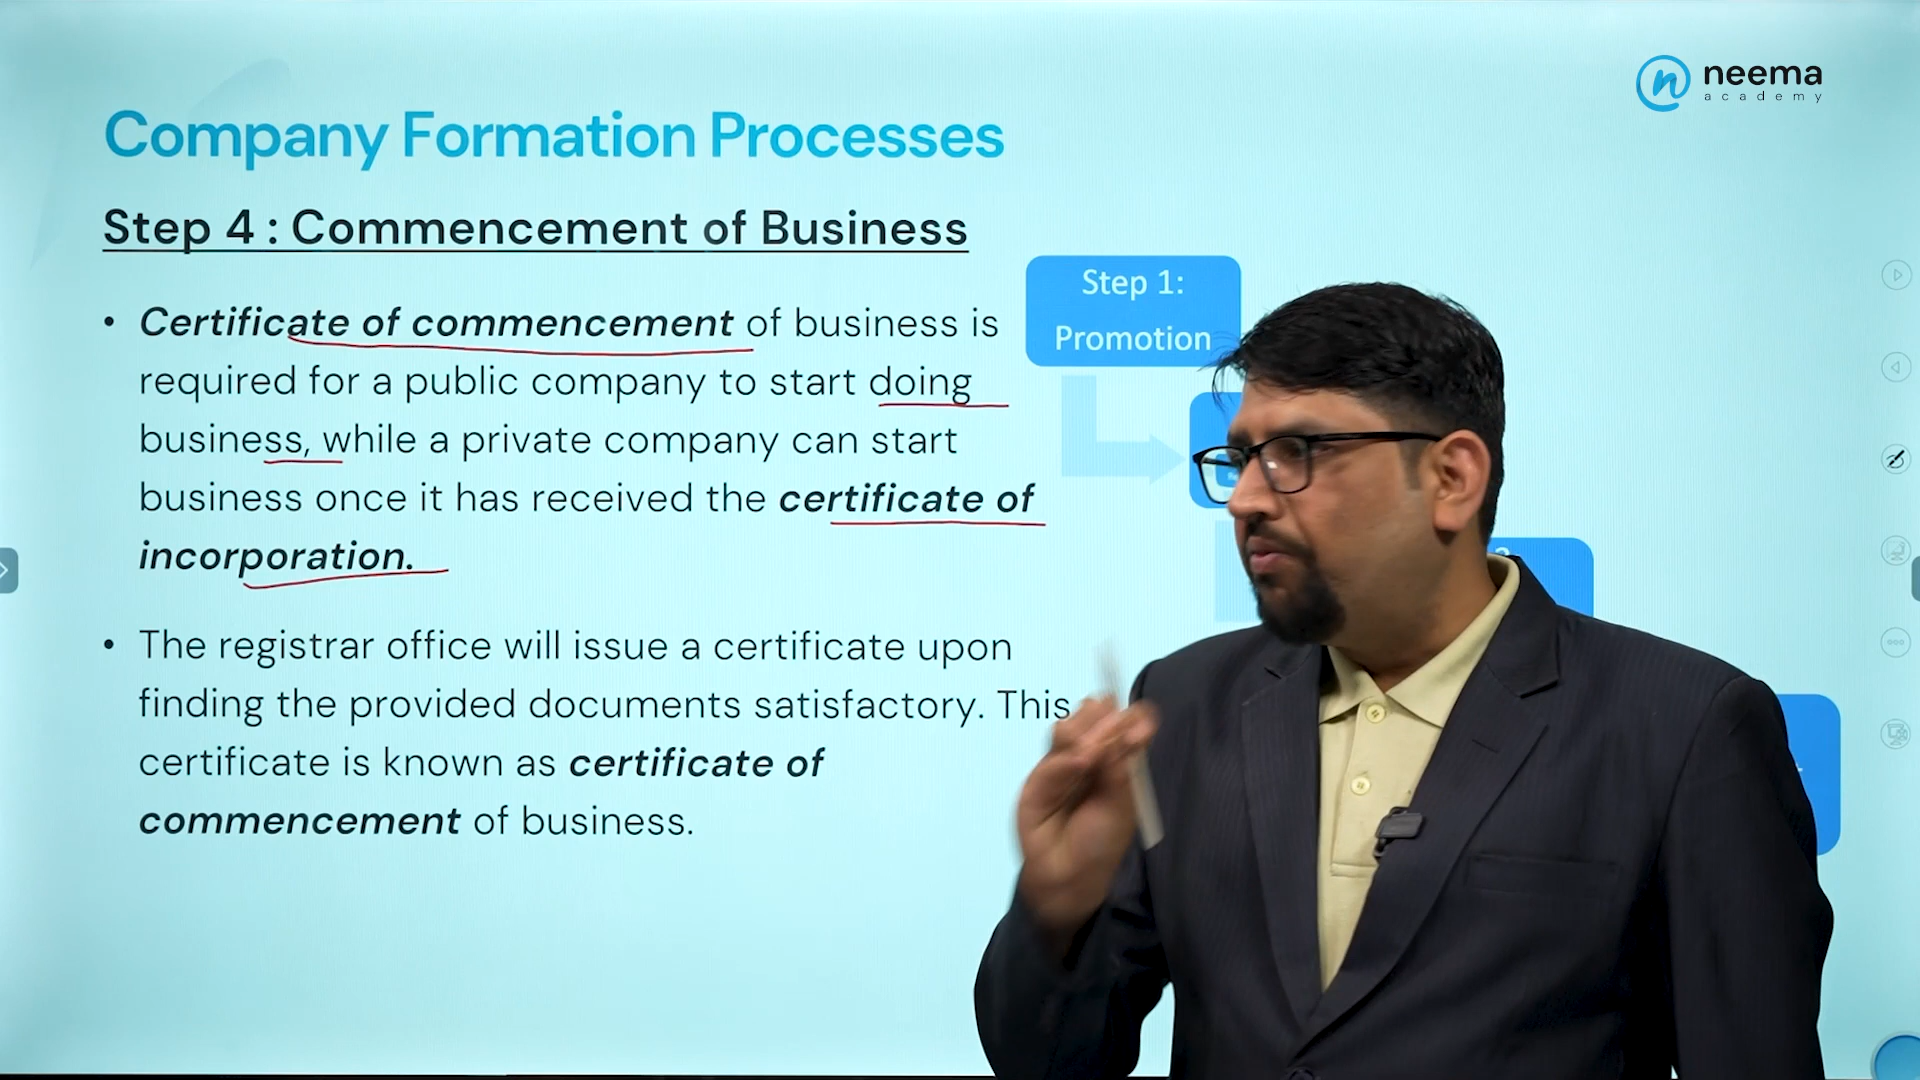 neema
academy
Company Formation Processes
Step 4 : Commencement of Business
• Certificate of commencement of business is
required for a public company to start doing
business, while a private company can start
business once it has received the certificate of
incorporation.
• The registrar office will issue a certificate upon
finding the provided documents satisfactory. This
certificate is known as certificate of
commencement of business.
Step 1:
Promotion